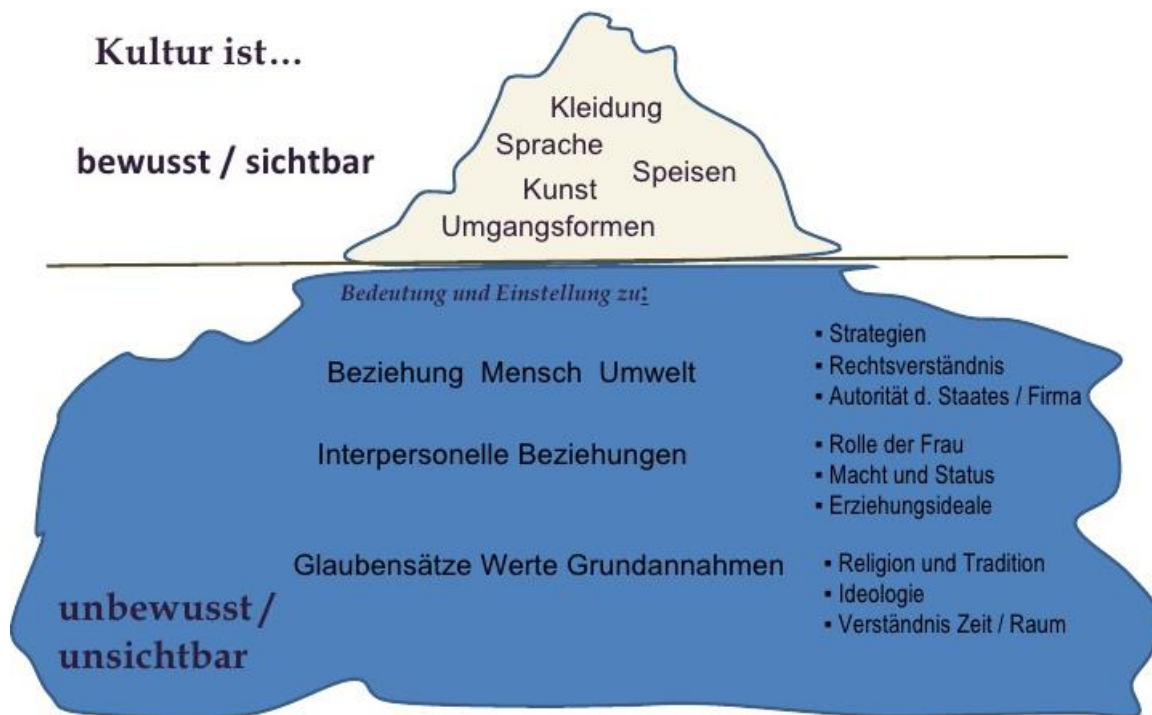 Kultur ist...
bewusst / sichtbar
Kleidung
Sprache
Speisen
Kunst
Umgangsformen
Bedeutung und Einstellung zu:
Beziehung Mensch Umwelt
▪ Strategien
▪ Rechtsverständnis
▪ Autorität d. Staates / Firma
Interpersonelle Beziehungen
▪ Rolle der Frau
▪ Macht und Status
▪ Erziehungsideale
Glaubensätze Werte Grundannahmen
▪ Religion und Tradition
▪ Ideologie
▪ Verständnis Zeit / Raum
unbewusst /
unsichtbar